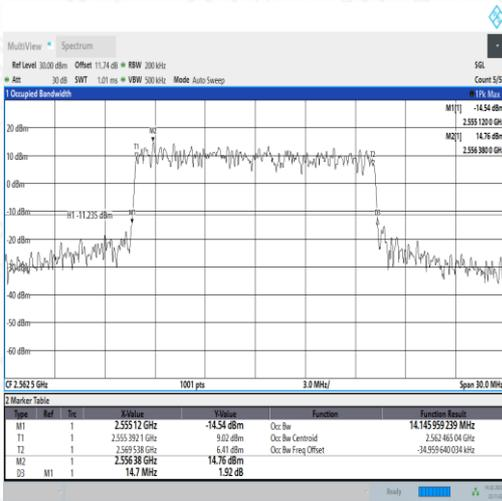 MultiView Spectrum
Ref Level 30.00 dBm Offset 11.74 dB RBW 200 kHz SGL
Att 30 dB SWT 1.01 ms VBW 500 kHz Mode Auto Sweep Count 5/5
1 Occupied Bandwidth 1Pk Max
M1[1] -14.54 dBm
2.555 120 0 GHz
M2[1] 14.76 dBm
2.556 380 0 GHz
20 dBm
M2
T1
T2
10 dBm
0 dBm
-10 dBm
H1 -11.235 dBm
M1
D3
-20 dBm
-30 dBm
-40 dBm
-50 dBm
-60 dBm
CF 2.562 5 GHz 1001 pts 3.0 MHz/ Span 30.0 MHz
2 Marker Table
Type Ref Trc X-Value Y-Value Function Function Result
M1 1 2.555 12 GHz -14.54 dBm Occ Bw 14.145 959 239 MHz
T1 1 2.555 392 1 GHz 9.02 dBm Occ Bw Centroid 2.562 465 04 GHz
T2 1 2.569 538 GHz 6.41 dBm Occ Bw Freq Offset -34.959 640 034 kHz
M2 1 2.556 38 GHz 14.76 dBm
D3 M1 1 14.7 MHz 1.92 dB
Ready